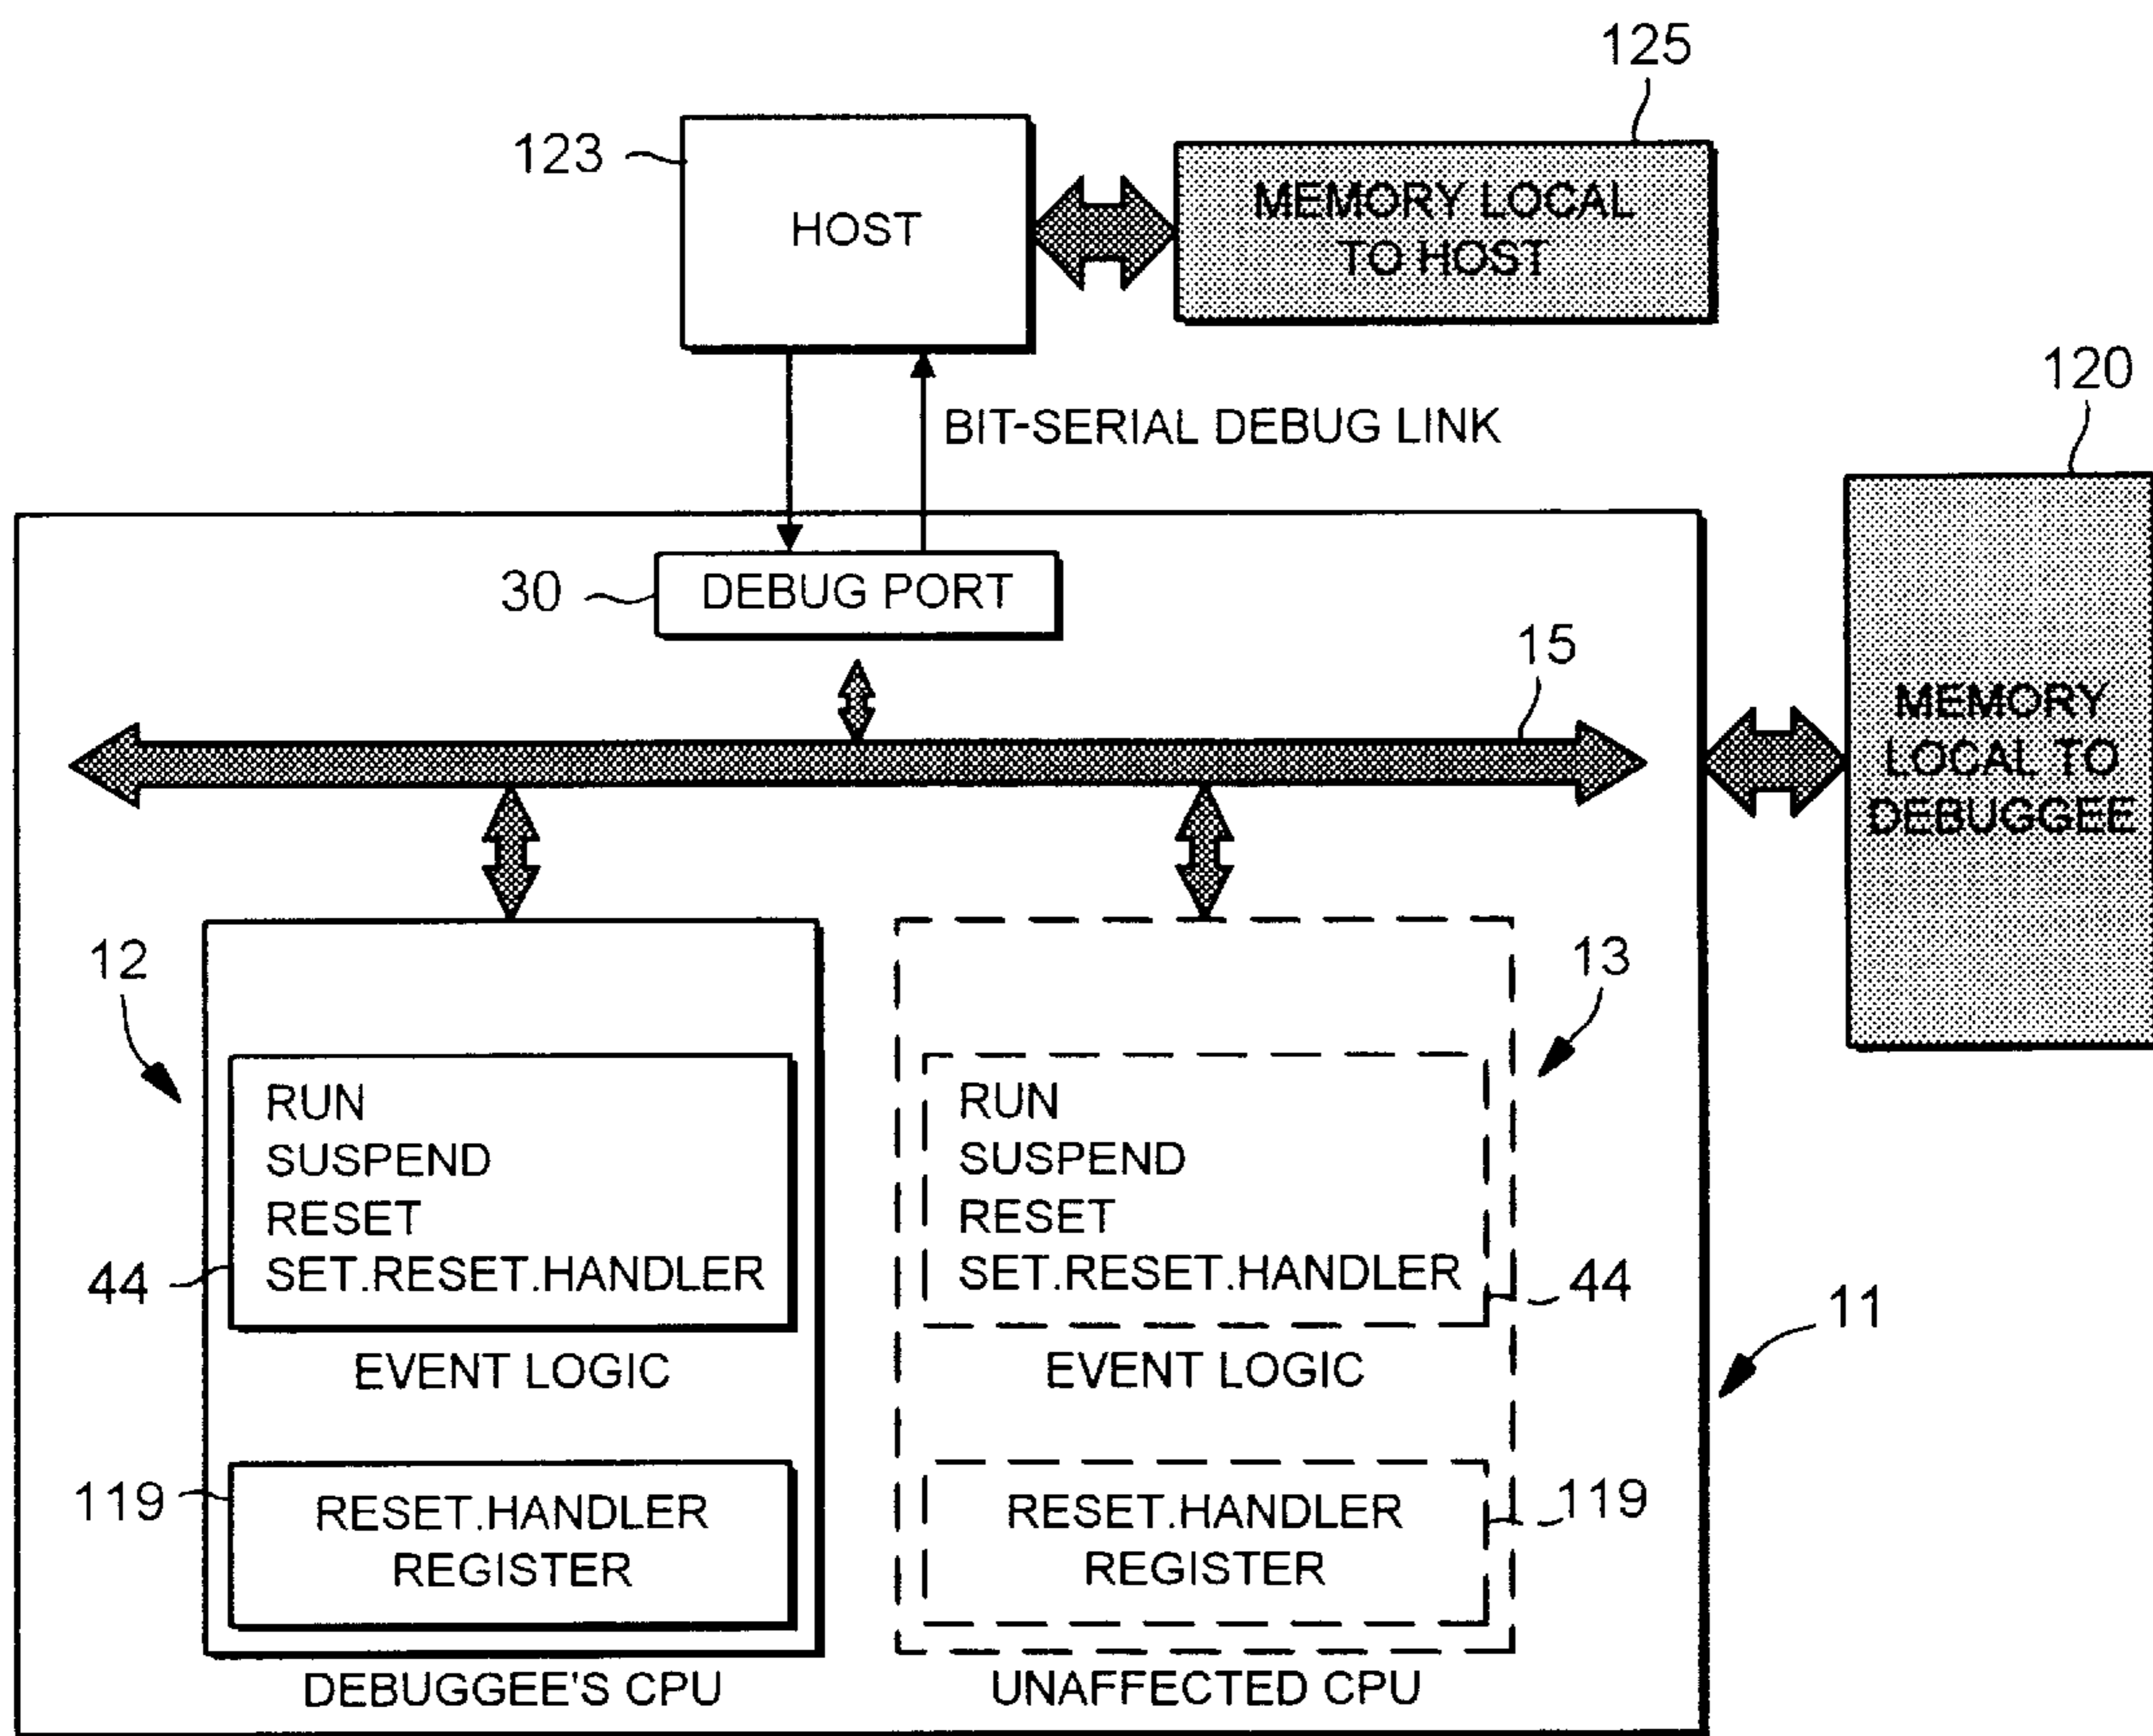 125
123
HOST
MEMORY LOCAL
TO HOST
120
BIT-SERIAL DEBUG LINK
30
DEBUG PORT
15
MEMORY
LOCAL TO
DEBUGGEE
12
13
RUN
SUSPEND
RESET
SET.RESET.HANDLER
44
EVENT LOGIC
RUN
SUSPEND
RESET
SET.RESET.HANDLER
44
EVENT LOGIC
11
119
RESET.HANDLER
REGISTER
RESET.HANDLER
REGISTER
119
DEBUGGEE'S CPU
UNAFFECTED CPU